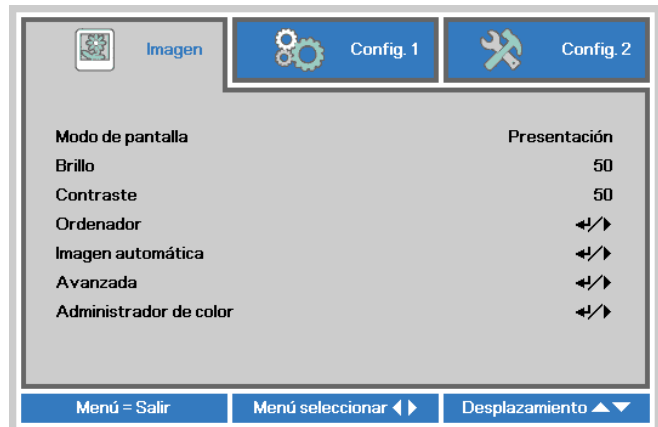 Imagen Config. 1 Config. 2
Modo de pantalla Presentación
Brillo 50
Contraste 50
Ordenador ↵/▶
Imagen automática ↵/▶
Avanzada ↵/▶
Administrador de color ↵/▶
Menú = Salir Menú seleccionar ◀▶ Desplazamiento ▲▼